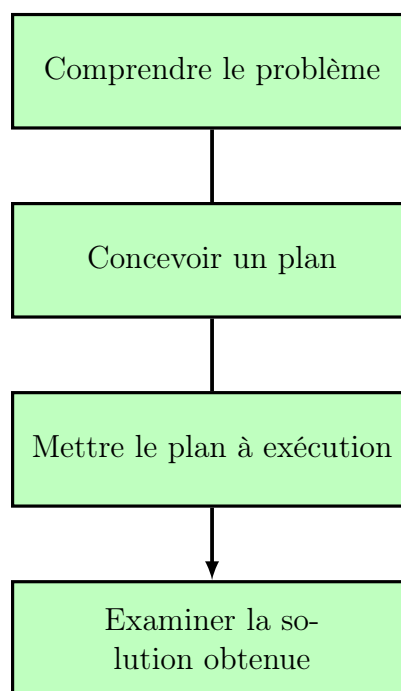 Comprendre le problème
Concevoir un plan
Mettre le plan à exécution
Examiner la so-
lution obtenue